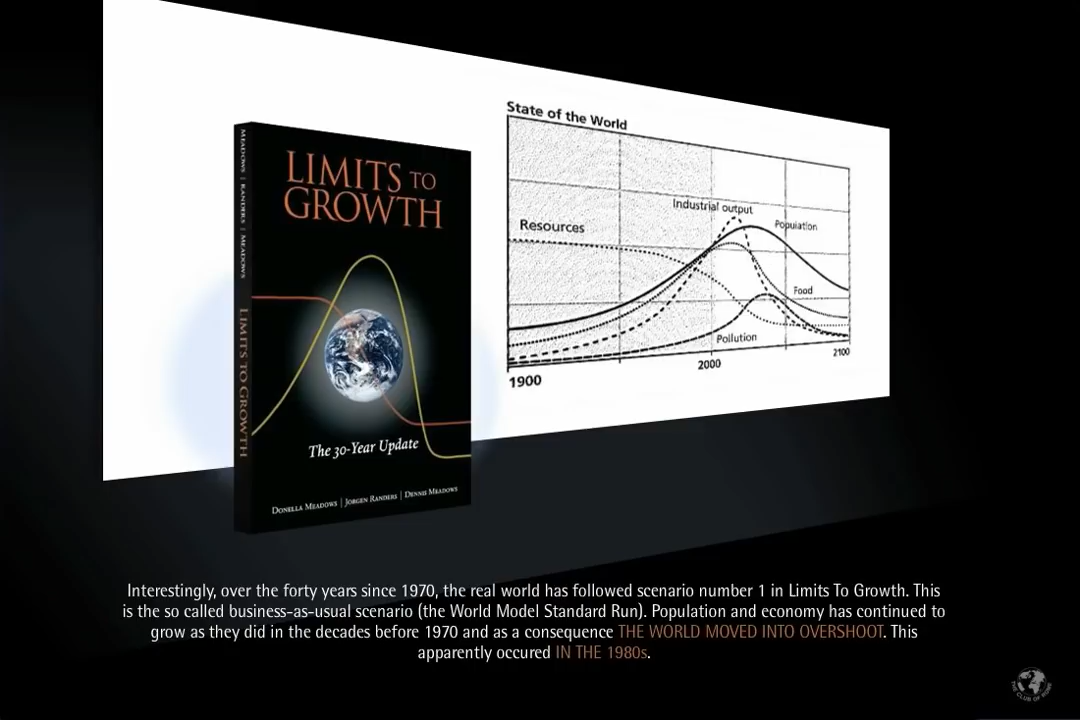 State of the World
Industrial output
Resources
Population
Food
Pollution
1900
2000
2100
MEADOWS | RANDERS | MEADOWS
LIMITS TO GROWTH
LIMITS TO
GROWTH
The 30-Year Update
DONELLA MEADOWS | JORGEN RANDERS | DENNIS MEADOWS
Interestingly, over the forty years since 1970, the real world has followed scenario number 1 in Limits To Growth. This
is the so called business-as-usual scenario (the World Model Standard Run). Population and economy has continued to
grow as they did in the decades before 1970 and as a consequence THE WORLD MOVED INTO OVERSHOOT. This
apparently occured IN THE 1980s.
THE CLUB OF ROME